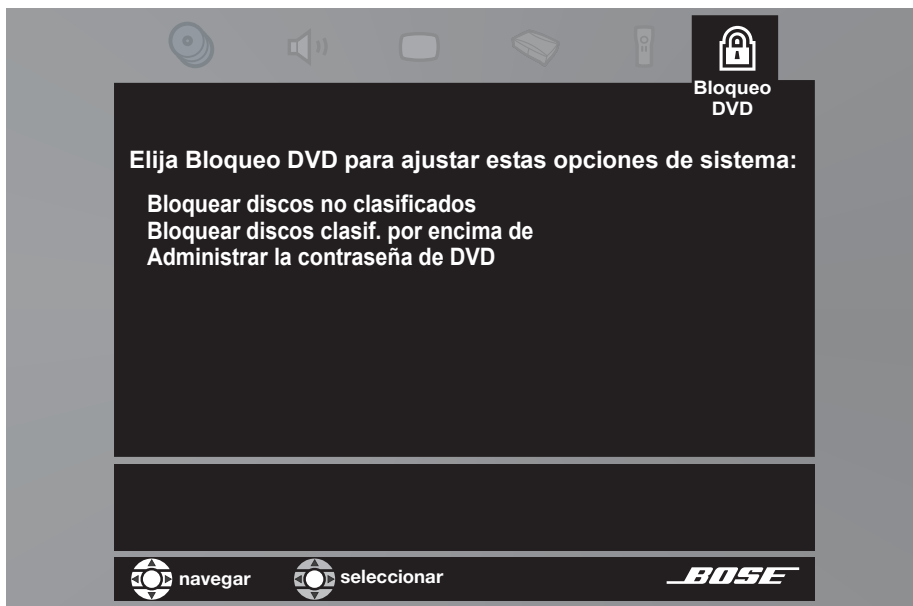 Bloqueo
DVD
Elija Bloqueo DVD para ajustar estas opciones de sistema:
Bloquear discos no clasificados
Bloquear discos clasif. por encima de
Administrar la contraseña de DVD
navegar
seleccionar
BOSE